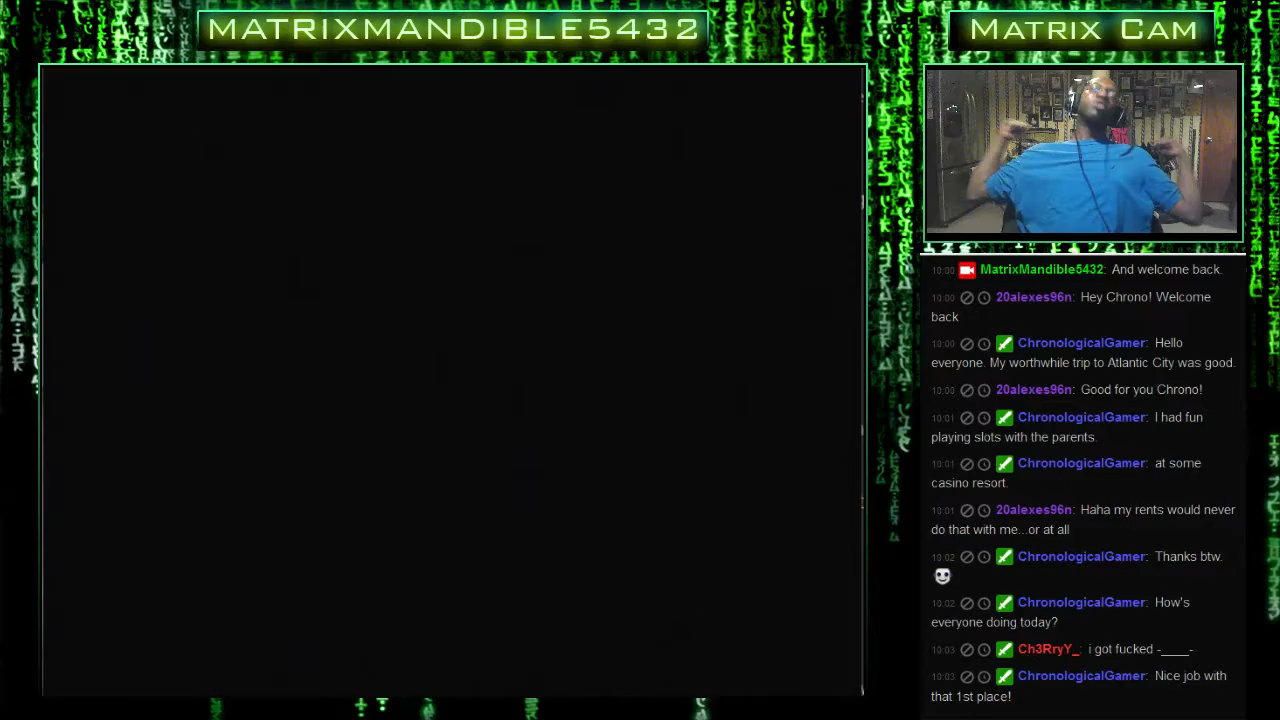 MATRIXMANDIBLE5432
Matrix Cam
10:00 MatrixMandible5432: And welcome back.
10:00 20alexes96n: Hey Chrono! Welcome
back
10:00 ChronologicalGamer: Hello
everyone. My worthwhile trip to Atlantic City was good.
10:00 20alexes96n: Good for you Chrono!
10:01 ChronologicalGamer: I had fun
playing slots with the parents.
10:01 ChronologicalGamer: at some
casino resort.
10:01 20alexes96n: Haha my rents would never
do that with me...or at all
10:02 ChronologicalGamer: Thanks btw.
10:02 ChronologicalGamer: How's
everyone doing today?
10:03 Ch3RryY_: i got fucked -____-
10:03 ChronologicalGamer: Nice job with
that 1st place!